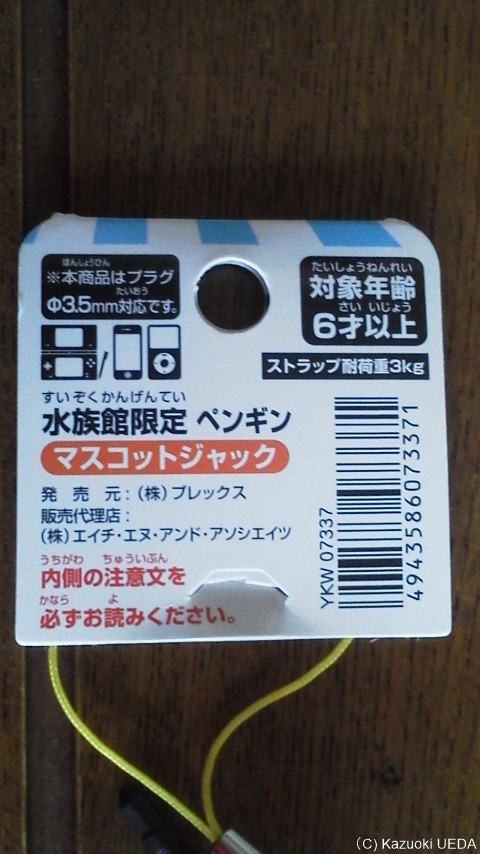 ほんしょうひん
※本商品はプラグ
たいおう
Φ3.5mm対応です。
たいしょうねんれい
対象年齢
さい いじょう
6才以上
ストラップ耐荷重3kg
すいぞくかんげんてい
水族館限定 ペンギン
マスコットジャック
発売元:(株)プレックス
販売代理店:
(株)エイチ・エヌ・アンド・アソシエイツ
うちがわ ちゅういぶん
内側の注意文を
かなら よ
必ずお読みください。
YKW 07337
4943586073371
(C) Kazuoki UEDA